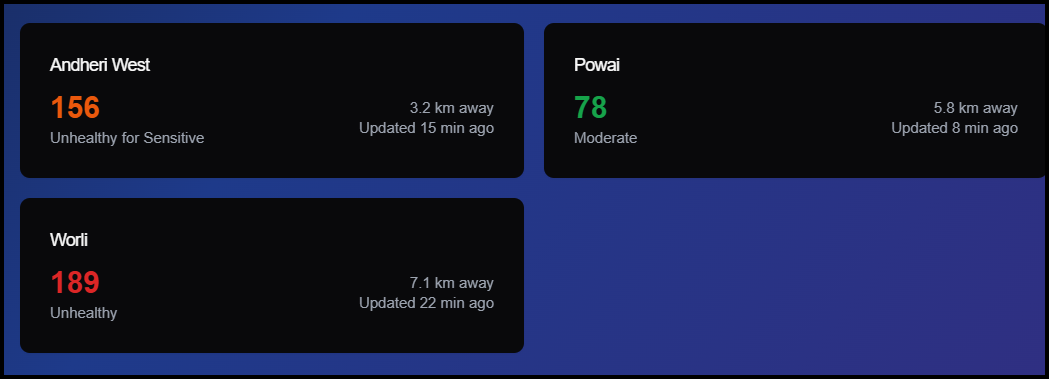 Andheri West
156
3.2 km away
Unhealthy for Sensitive
Updated 15 min ago
Powai
78
5.8 km away
Moderate
Updated 8 min ago
Worli
189
7.1 km away
Unhealthy
Updated 22 min ago